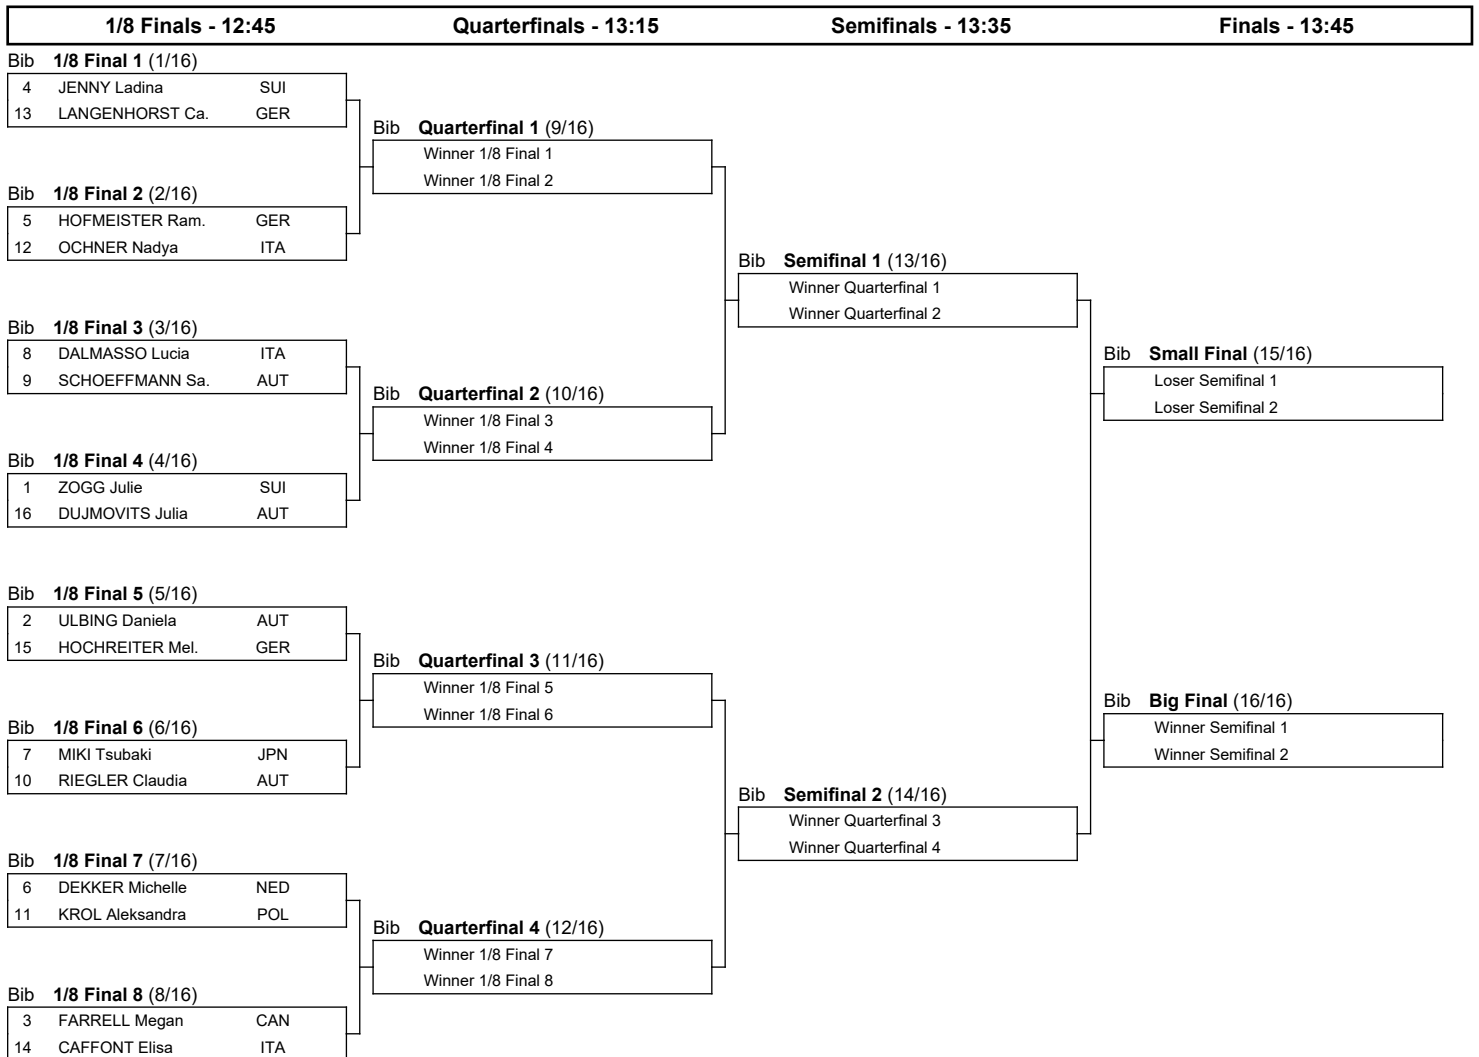 1/8 Finals - 12:45 Quarterfinals - 13:15 Semifinals - 13:35 Finals - 13:45
Bib 1/8 Final 1 (1/16)
4 JENNY Ladina SUI
13 LANGENHORST Ca. GER
Bib 1/8 Final 2 (2/16)
5 HOFMEISTER Ram. GER
12 OCHNER Nadya ITA
Bib 1/8 Final 3 (3/16)
8 DALMASSO Lucia ITA
9 SCHOEFFMANN Sa. AUT
Bib 1/8 Final 4 (4/16)
1 ZOGG Julie SUI
16 DUJMOVITS Julia AUT
Bib 1/8 Final 5 (5/16)
2 ULBING Daniela AUT
15 HOCHREITER Mel. GER
Bib 1/8 Final 6 (6/16)
7 MIKI Tsubaki JPN
10 RIEGLER Claudia AUT
Bib 1/8 Final 7 (7/16)
6 DEKKER Michelle NED
11 KROL Aleksandra POL
Bib 1/8 Final 8 (8/16)
3 FARRELL Megan CAN
14 CAFFONT Elisa ITA
Bib Quarterfinal 1 (9/16)
Winner 1/8 Final 1
Winner 1/8 Final 2
Bib Quarterfinal 2 (10/16)
Winner 1/8 Final 3
Winner 1/8 Final 4
Bib Quarterfinal 3 (11/16)
Winner 1/8 Final 5
Winner 1/8 Final 6
Bib Quarterfinal 4 (12/16)
Winner 1/8 Final 7
Winner 1/8 Final 8
Bib Semifinal 1 (13/16)
Winner Quarterfinal 1
Winner Quarterfinal 2
Bib Semifinal 2 (14/16)
Winner Quarterfinal 3
Winner Quarterfinal 4
Bib Small Final (15/16)
Loser Semifinal 1
Loser Semifinal 2
Bib Big Final (16/16)
Winner Semifinal 1
Winner Semifinal 2